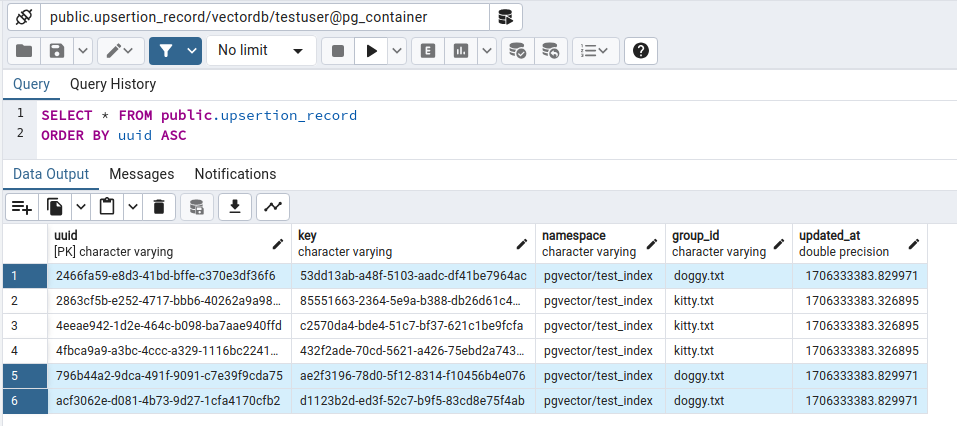 public.upsertion_record/vectordb/testuser@pg_container
No limit
E
Query Query History
1 SELECT * FROM public.upsertion_record
2 ORDER BY uuid ASC
Data Output Messages Notifications
uuid key namespace group_id updated_at
[PK] character varying character varying character varying character varying double precision
1 2466fa59-e8d3-41bd-bffe-c370e3df36f6 53dd13ab-a48f-5103-aadc-df41be7964ac pgvector/test_index doggy.txt 1706333383.829971
2 2863cf5b-e252-4717-bbb6-40262a9a98… 85551663-2364-5e9a-b388-db26d61c4… pgvector/test_index kitty.txt 1706333383.326895
3 4eeae942-1d2e-464c-b098-ba7aae940ffd c2570da4-bde4-51c7-bf37-621c1be9fcfa pgvector/test_index kitty.txt 1706333383.326895
4 4fbca9a9-a3bc-4ccc-a329-1116bc2241… 432f2ade-70cd-5621-a426-75ebd2a743… pgvector/test_index kitty.txt 1706333383.326895
5 796b44a2-9dca-491f-9091-c7e39f9cda75 ae2f3196-78d0-5f12-8314-f10456b4e076 pgvector/test_index doggy.txt 1706333383.829971
6 acf3062e-d081-4b73-9d27-1cfa4170cfb2 d1123b2d-ed3f-52c7-b9f5-83cd8e75f4ab pgvector/test_index doggy.txt 1706333383.829971